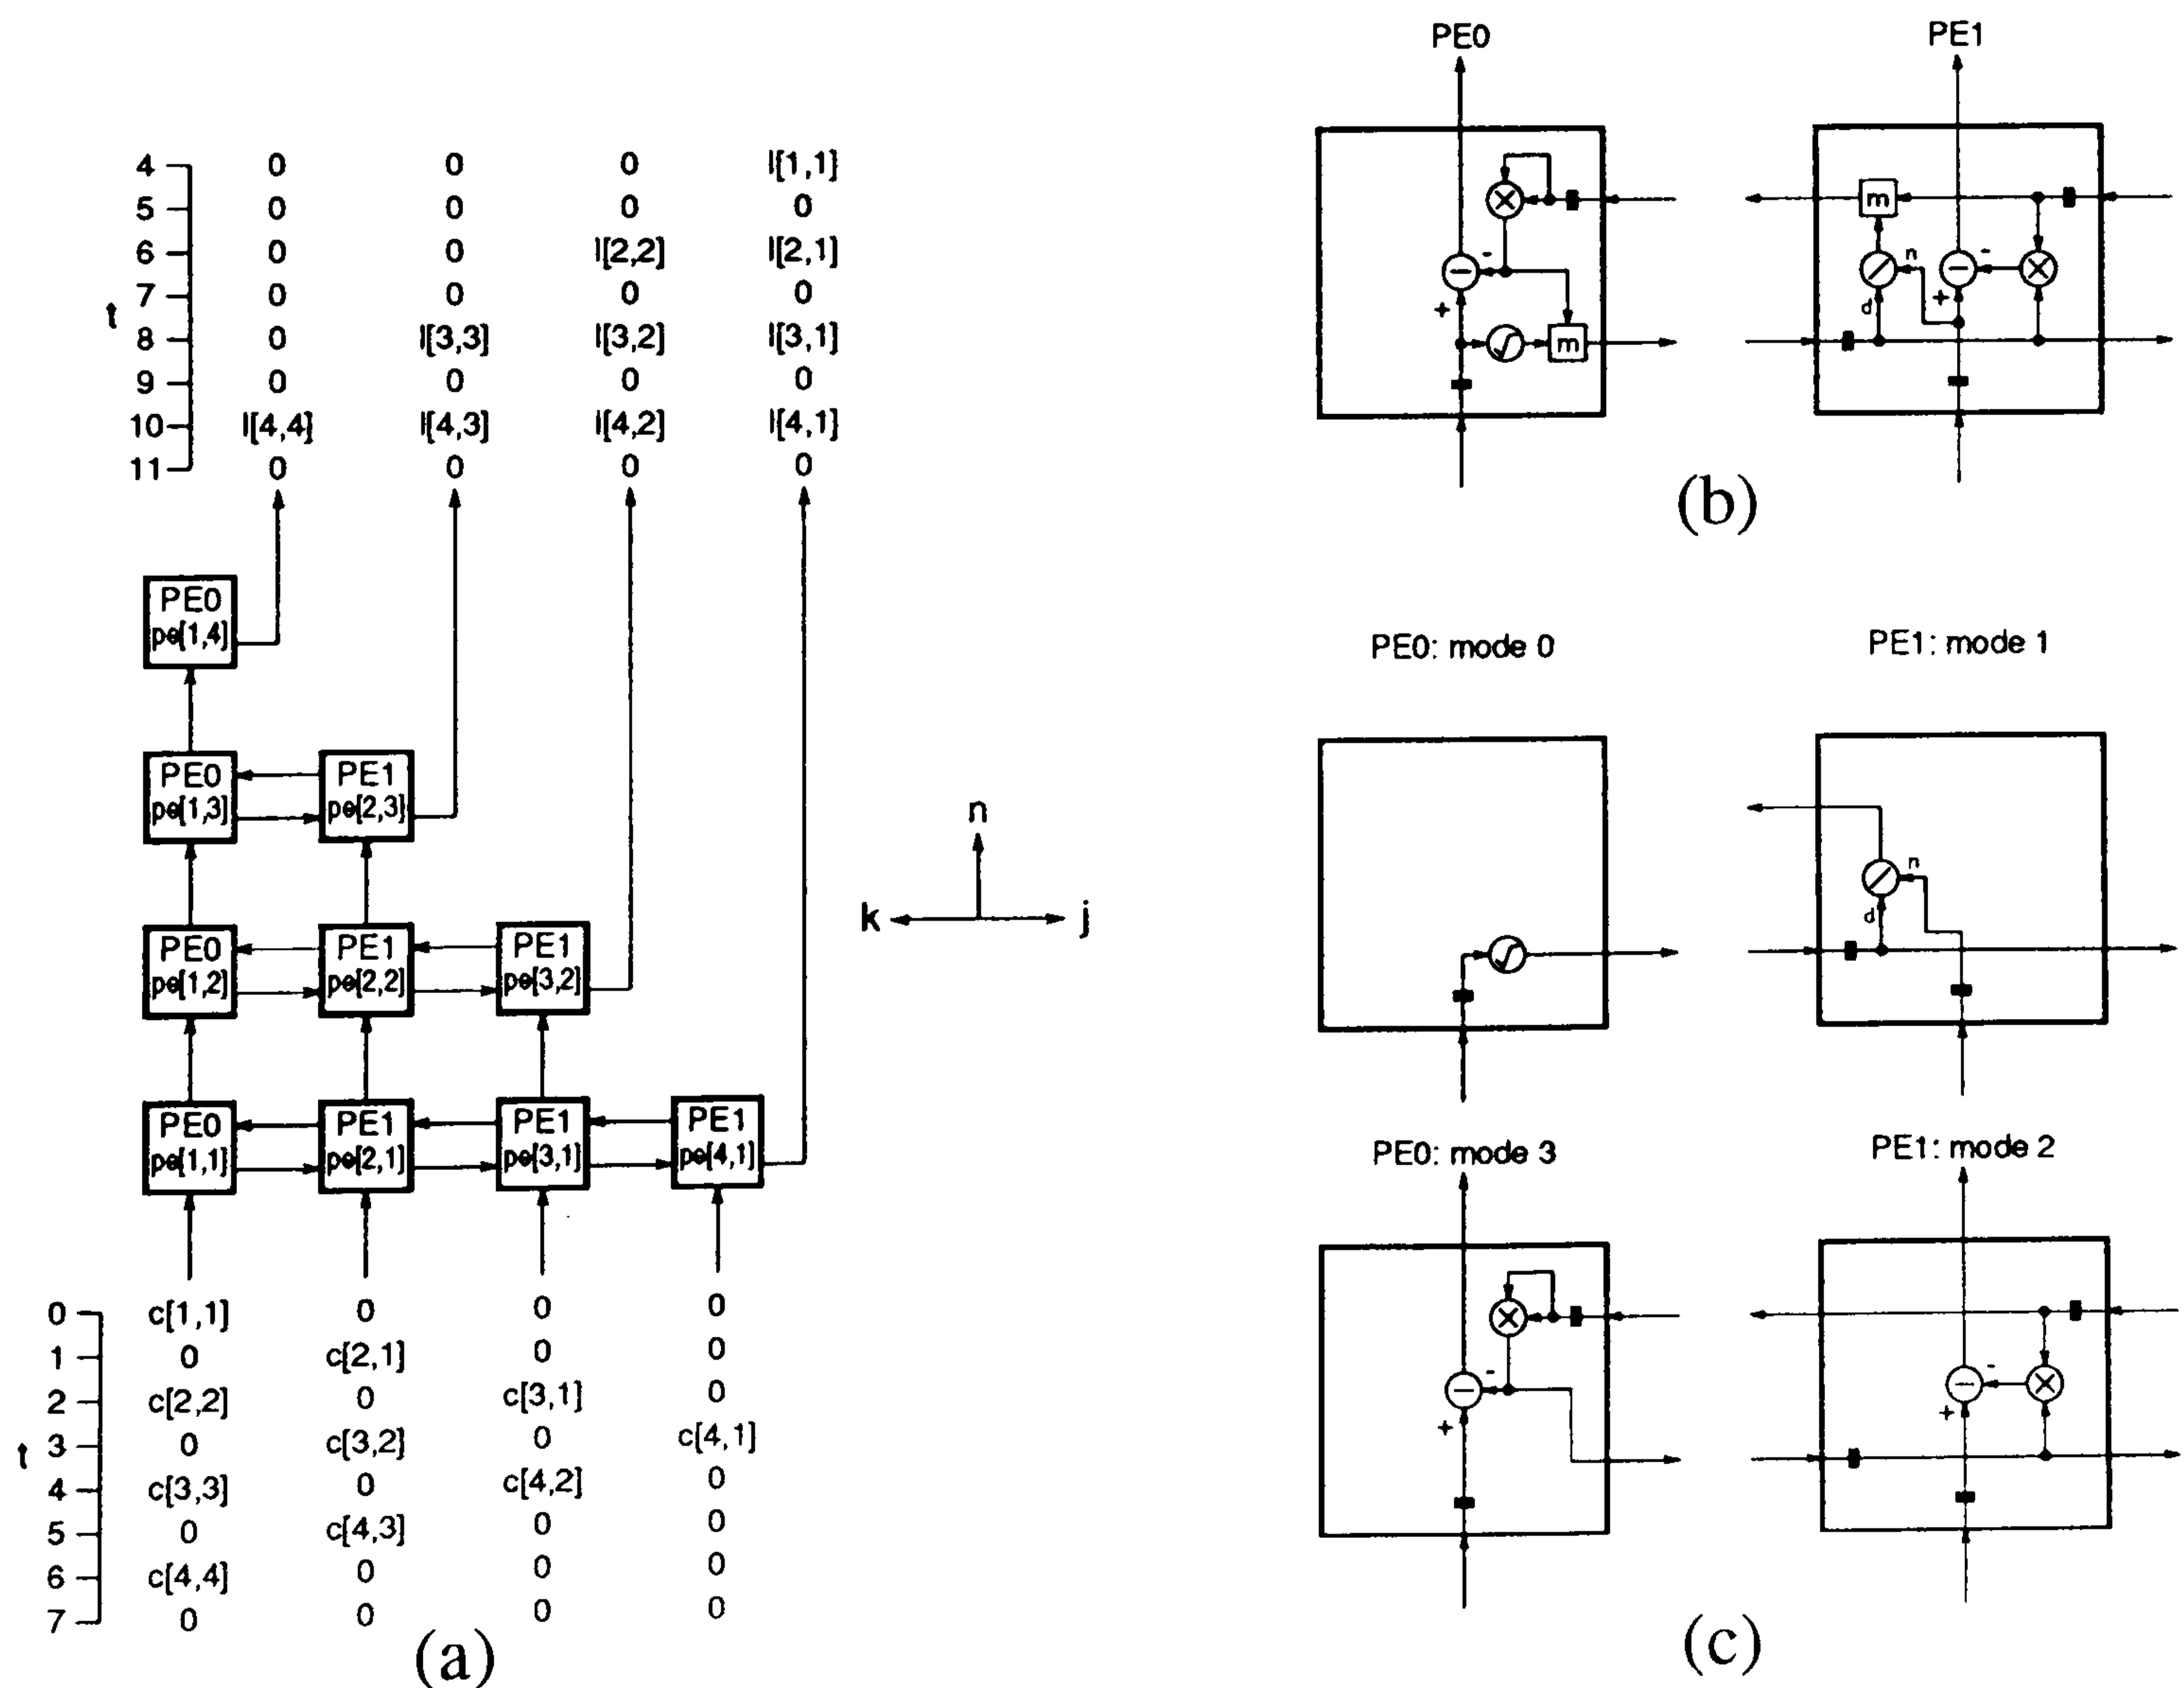 4 0 0 0 l[1,1]
5 0 0 0 0
6 0 0 l[2,2] l[2,1]
7 0 0 0 0
t
8 0 l[3,3] l[3,2] l[3,1]
9 0 0 0 0
10 l[4,4] l[4,3] l[4,2] l[4,1]
11 0 0 0 0
PE0
pe[1,4]
PE0 PE1
pe[1,3] pe[2,3]
PE0 PE1 PE1
pe[1,2] pe[2,2] pe[3,2]
PE0 PE1 PE1 PE1
pe[1,1] pe[2,1] pe[3,1] pe[4,1]
n
k j
0 c[1,1] 0 0 0
1 0 c[2,1] 0 0
2 c[2,2] 0 c[3,1] 0
t 3 0 c[3,2] 0 c[4,1]
4 c[3,3] 0 c[4,2] 0
5 0 c[4,3] 0 0
6 c[4,4] 0 0 0
7 0 0 0 0
(a)
PE0 PE1
m
n
- -
+ d +
m
(b)
PE0: mode 0 PE1: mode 1
n
d
PE0: mode 3 PE1: mode 2
- -
+ +
(c)